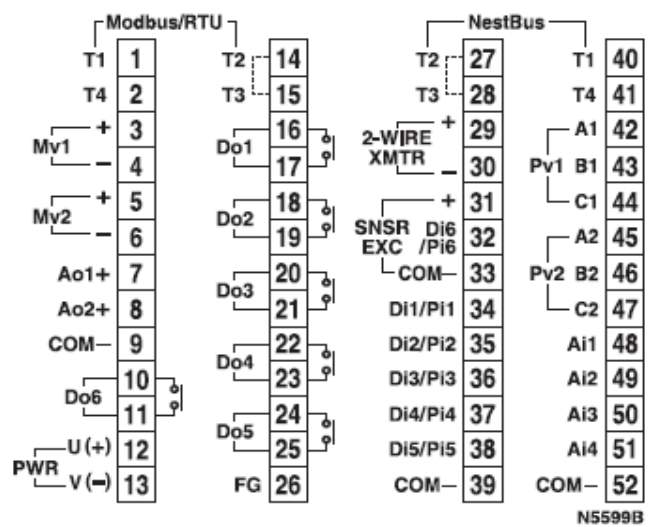 Modbus/RTU NestBus
T1 1 T2 14 T2 27 T1 40
T4 2 T3 15 T3 28 T4 41
Mv1 + 3 Do1 16 2-WIRE XMTR + 29 Pv1 A1 42
− 4 17 − 30 B1 43
Mv2 + 5 Do2 18 SNSR EXC + 31 C1 44
− 6 19 Di6/Pi6 32 Pv2 A2 45
Ao1+ 7 Do3 20 COM− 33 B2 46
Ao2+ 8 21 Di1/Pi1 34 C2 47
COM− 9 Do4 22 Di2/Pi2 35 Ai1 48
Do6 10 23 Di3/Pi3 36 Ai2 49
11 Do5 24 Di4/Pi4 37 Ai3 50
PWR U(+) 12 25 Di5/Pi5 38 Ai4 51
V(−) 13 FG 26 COM− 39 COM− 52
N5599B